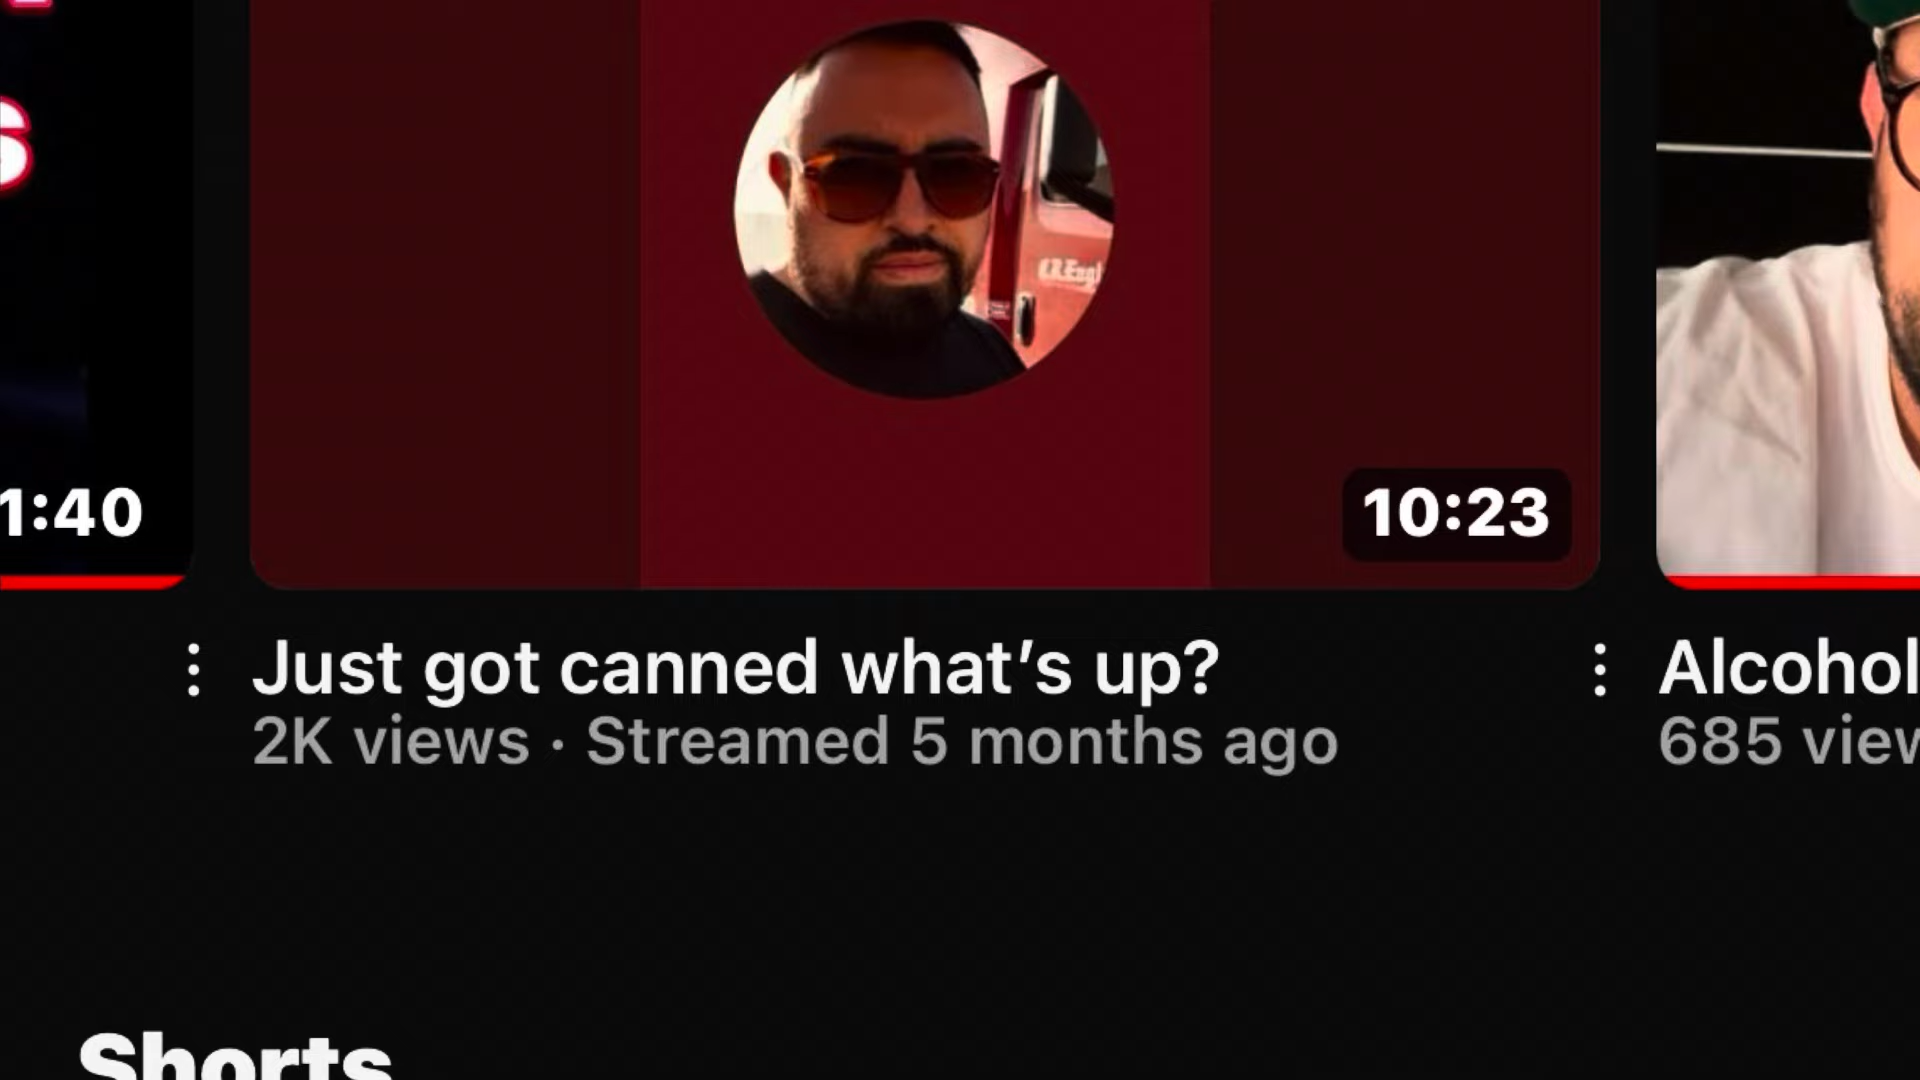 1:40
10:23
Just got canned what’s up?
2K views · Streamed 5 months ago
Alcohol
685 view
Shorts